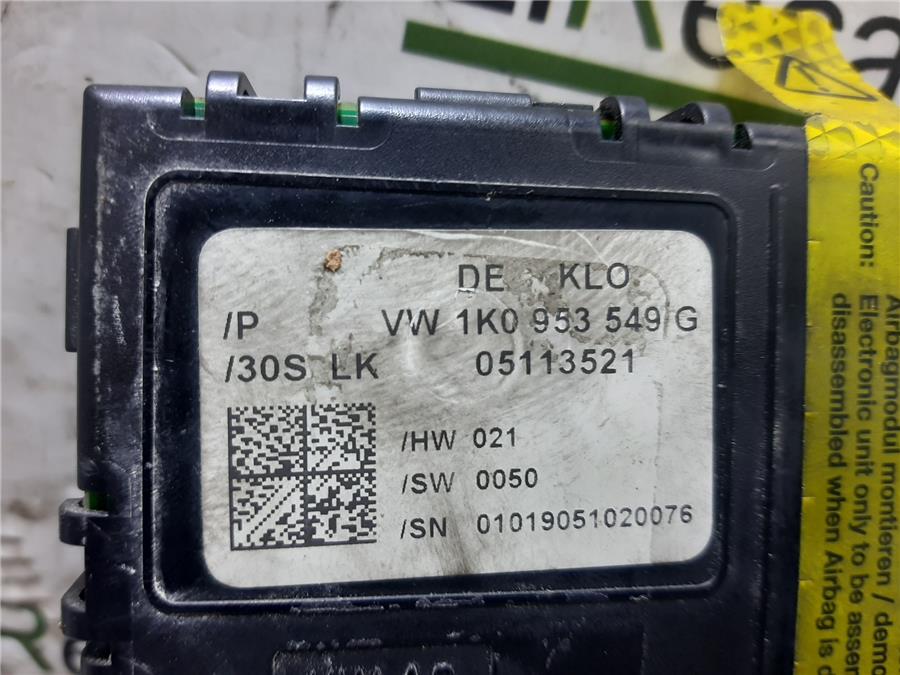 DE KLO
/P VW 1K0 953 549 G
/30S LK 05113521
/HW 021
/SW 0050
/SN 01019051020076
Caution:
Airbagmodul montieren / demo
Electronic unit only to be assem
disassembled when Airbag is d